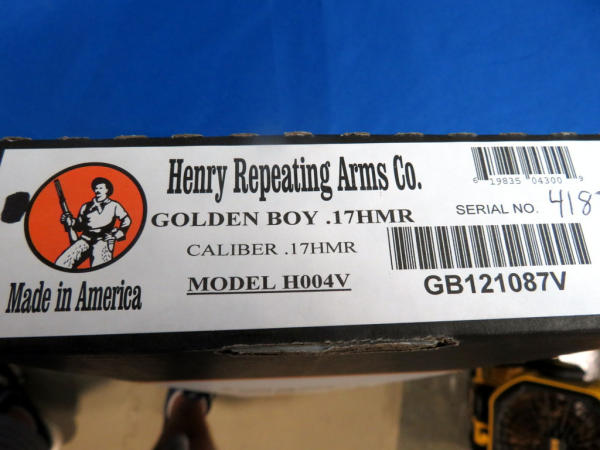 Henry Repeating Arms Co.
GOLDEN BOY .17HMR
CALIBER .17HMR
MODEL H004V
Made in America
6 19835 04300 9
SERIAL NO. 418
GB121087V